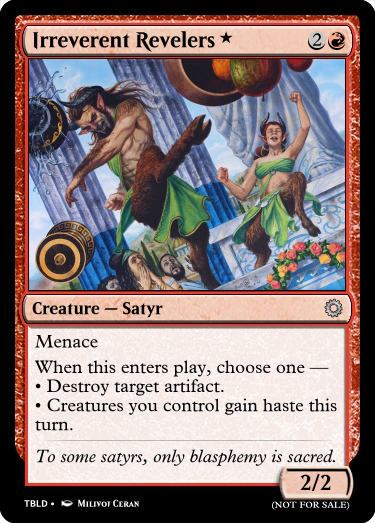 Irreverent Revelers ★ 2
Creature — Satyr
Menace
When this enters play, choose one —
• Destroy target artifact.
• Creatures you control gain haste this
turn.
To some satyrs, only blasphemy is sacred.
2/2
TBLD • Milivoj Ceran
(NOT FOR SALE)